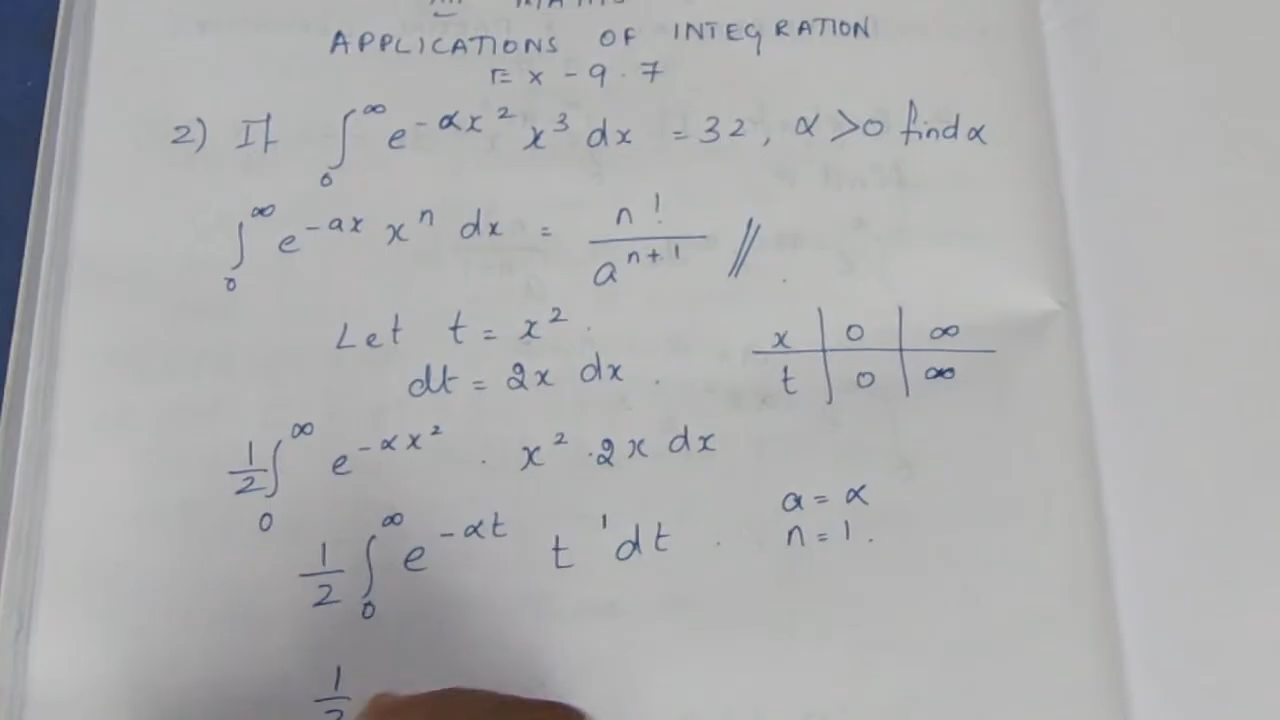 APPLICATIONS OF INTEGRATION
Ex - 9.7
2) If ∫₀^∞ e^{-αx²} x³ dx = 32, α > 0 find α
∫₀^∞ e^{-ax} xⁿ dx = n! / a^{n+1} //
Let t = x².
dt = 2x dx.
x | 0 | ∞
t | 0 | ∞
1/2 ∫₀^∞ e^{-αx²} . x² . 2x dx
a = α
n = 1.
1/2 ∫₀^∞ e^{-αt} t¹ dt.
1/2